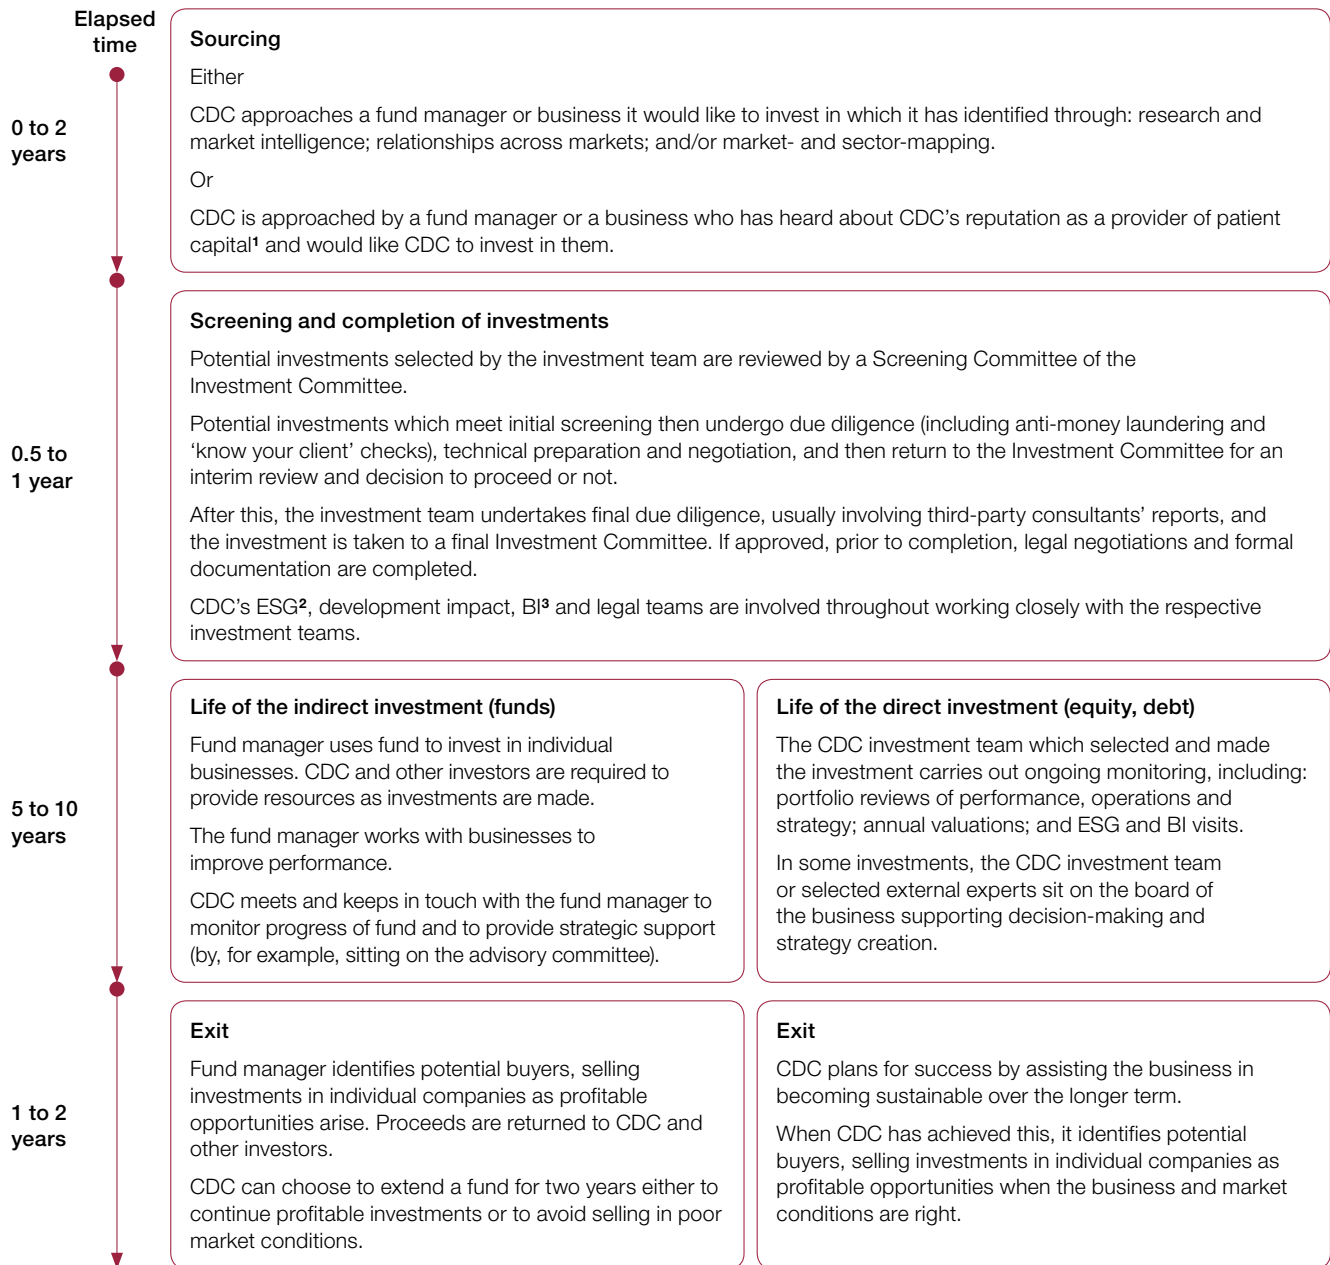 Elapsed
time
0 to 2
years
Sourcing
Either
CDC approaches a fund manager or business it would like to invest in which it has identified through: research and
market intelligence; relationships across markets; and/or market- and sector-mapping.
Or
CDC is approached by a fund manager or a business who has heard about CDC's reputation as a provider of patient
capital¹ and would like CDC to invest in them.
0.5 to
1 year
Screening and completion of investments
Potential investments selected by the investment team are reviewed by a Screening Committee of the
Investment Committee.
Potential investments which meet initial screening then undergo due diligence (including anti-money laundering and
'know your client' checks), technical preparation and negotiation, and then return to the Investment Committee for an
interim review and decision to proceed or not.
After this, the investment team undertakes final due diligence, usually involving third-party consultants' reports, and
the investment is taken to a final Investment Committee. If approved, prior to completion, legal negotiations and formal
documentation are completed.
CDC's ESG², development impact, BI³ and legal teams are involved throughout working closely with the respective
investment teams.
5 to 10
years
Life of the indirect investment (funds)
Fund manager uses fund to invest in individual
businesses. CDC and other investors are required to
provide resources as investments are made.
The fund manager works with businesses to
improve performance.
CDC meets and keeps in touch with the fund manager to
monitor progress of fund and to provide strategic support
(by, for example, sitting on the advisory committee).
Life of the direct investment (equity, debt)
The CDC investment team which selected and made
the investment carries out ongoing monitoring, including:
portfolio reviews of performance, operations and
strategy; annual valuations; and ESG and BI visits.
In some investments, the CDC investment team
or selected external experts sit on the board of
the business supporting decision-making and
strategy creation.
1 to 2
years
Exit
Fund manager identifies potential buyers, selling
investments in individual companies as profitable
opportunities arise. Proceeds are returned to CDC and
other investors.
CDC can choose to extend a fund for two years either to
continue profitable investments or to avoid selling in poor
market conditions.
Exit
CDC plans for success by assisting the business in
becoming sustainable over the longer term.
When CDC has achieved this, it identifies potential
buyers, selling investments in individual companies as
profitable opportunities when the business and market
conditions are right.